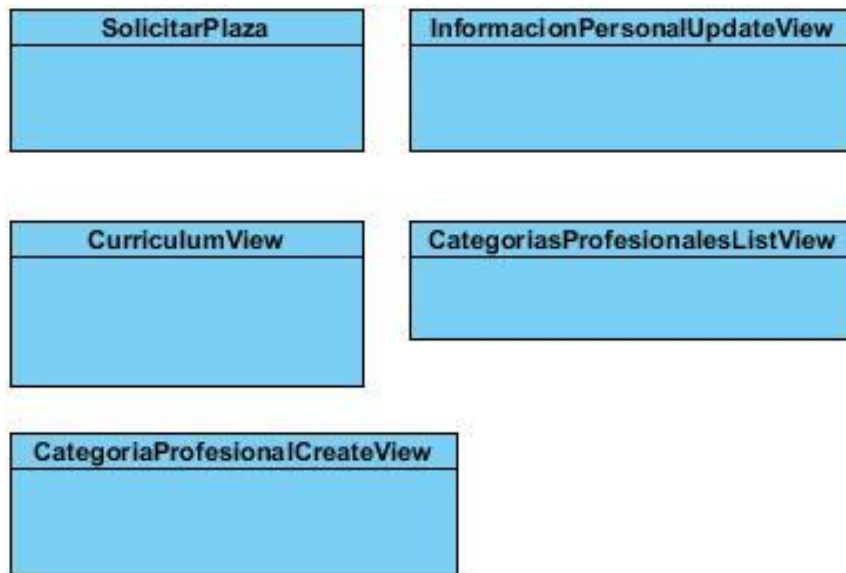 SolicitarPlaza
InformacionPersonalUpdateView
CurriculumView
CategoriasProfesionalesListView
CategoriaProfesionalCreateView